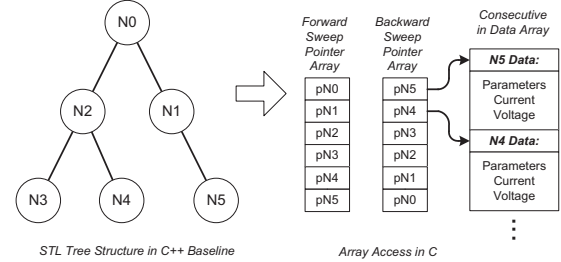 N0
N2
N1
N3
N4
N5
STL Tree Structure in C++ Baseline
Forward
Sweep
Pointer
Array
pN0
pN1
pN2
pN3
pN4
pN5
Backward
Sweep
Pointer
Array
pN5
pN4
pN3
pN2
pN1
pN0
Consecutive
in Data Array
N5 Data:
Parameters
Current
Voltage
N4 Data:
Parameters
Current
Voltage
Array Access in C